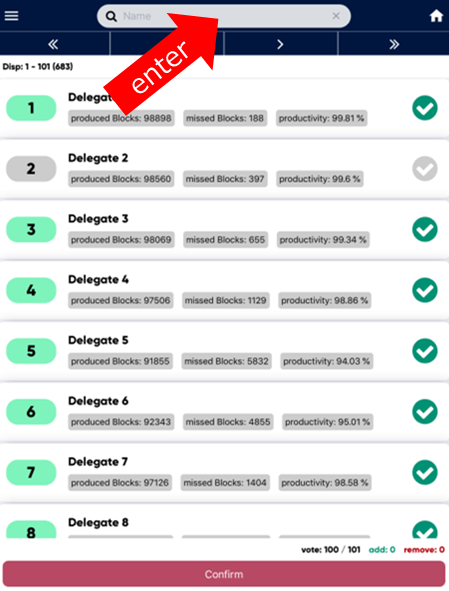 Name ×
enter
« > »
Disp: 1 - 101 (683)
1 Delegat
produced Blocks: 98898 missed Blocks: 188 productivity: 99.81 %
2 Delegate 2
produced Blocks: 98560 missed Blocks: 397 productivity: 99.6 %
3 Delegate 3
produced Blocks: 98069 missed Blocks: 655 productivity: 99.34 %
4 Delegate 4
produced Blocks: 97506 missed Blocks: 1129 productivity: 98.86 %
5 Delegate 5
produced Blocks: 91855 missed Blocks: 5832 productivity: 94.03 %
6 Delegate 6
produced Blocks: 92343 missed Blocks: 4855 productivity: 95.01 %
7 Delegate 7
produced Blocks: 97126 missed Blocks: 1404 productivity: 98.58 %
8 Delegate 8
vote: 100 / 101 add: 0 remove: 0
Confirm